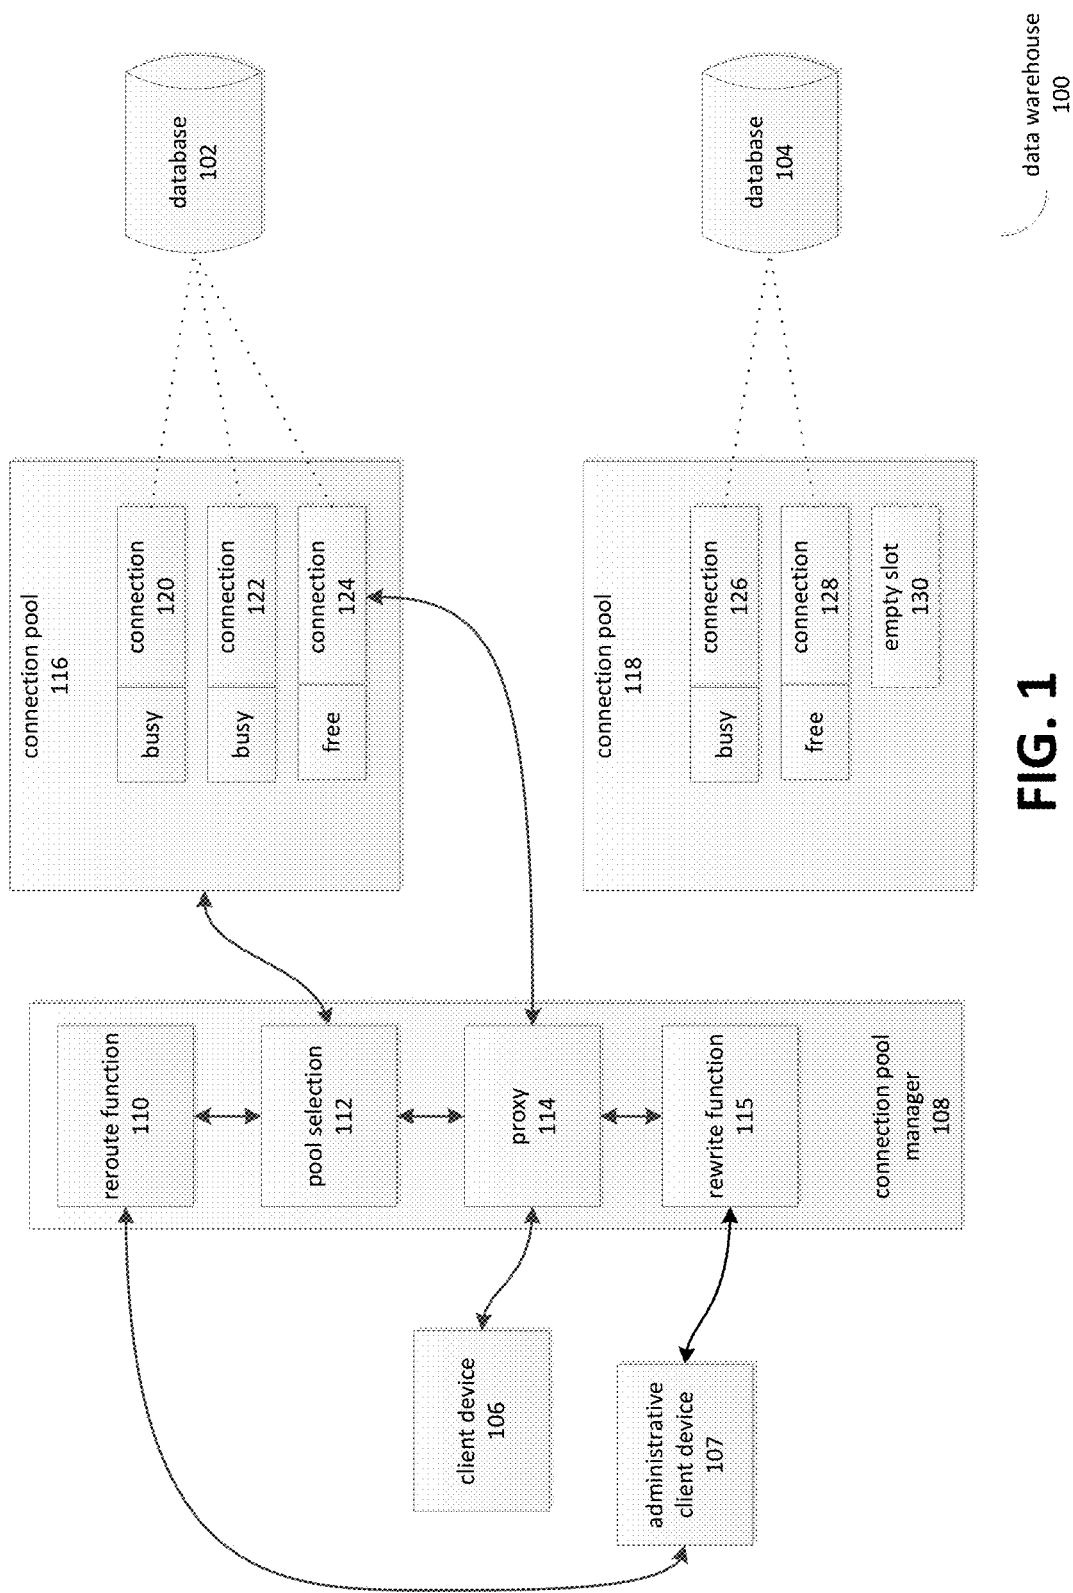 data warehouse
100
database
102
database
104
connection pool
116
busy
connection
120
busy
connection
122
free
connection
124
connection pool
118
busy
connection
126
free
connection
128
empty slot
130
reroute function
110
pool selection
112
proxy
114
rewrite function
115
connection pool
manager
108
client device
106
administrative
client device
107
FIG. 1